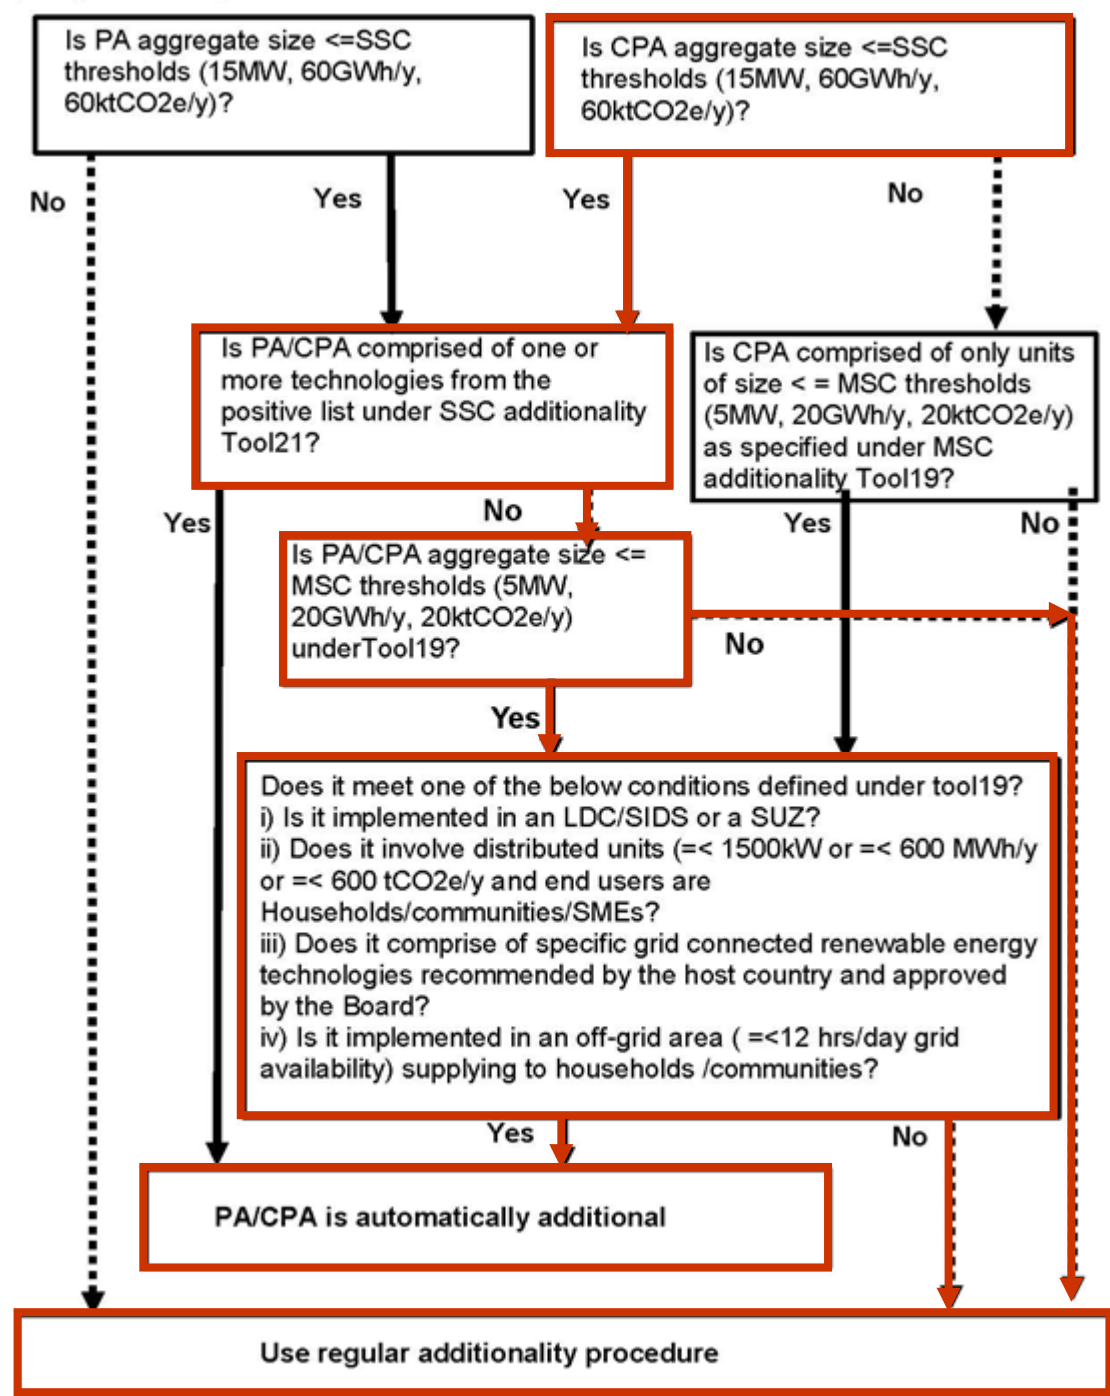 Is PA aggregate size <=SSC
thresholds (15MW, 60GWh/y,
60ktCO2e/y)?
Is CPA aggregate size <=SSC
thresholds (15MW, 60GWh/y,
60ktCO2e/y)?
No
Yes
Yes
No
Is PA/CPA comprised of one or
more technologies from the
positive list under SSC additionality
Tool21?
Is CPA comprised of only units
of size < = MSC thresholds
(5MW, 20GWh/y, 20ktCO2e/y)
as specified under MSC
additionality Tool19?
Yes
No
Yes
No
Is PA/CPA aggregate size <=
MSC thresholds (5MW,
20GWh/y, 20ktCO2e/y)
underTool19?
No
Yes
Does it meet one of the below conditions defined under tool19?
i) Is it implemented in an LDC/SIDS or a SUZ?
ii) Does it involve distributed units (=< 1500kW or =< 600 MWh/y
or =< 600 tCO2e/y and end users are
Households/communities/SMEs?
iii) Does it comprise of specific grid connected renewable energy
technologies recommended by the host country and approved
by the Board?
iv) Is it implemented in an off-grid area ( =<12 hrs/day grid
availability) supplying to households /communities?
Yes
No
PA/CPA is automatically additional
Use regular additionality procedure